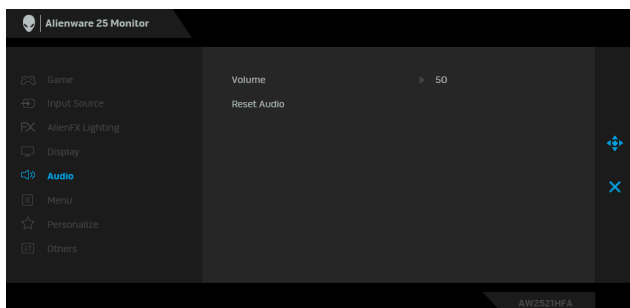 Alienware 25 Monitor
Game
Input Source
AlienFX Lighting
Display
Audio
Menu
Personalize
Others
Volume 50
Reset Audio
AW2521HFA